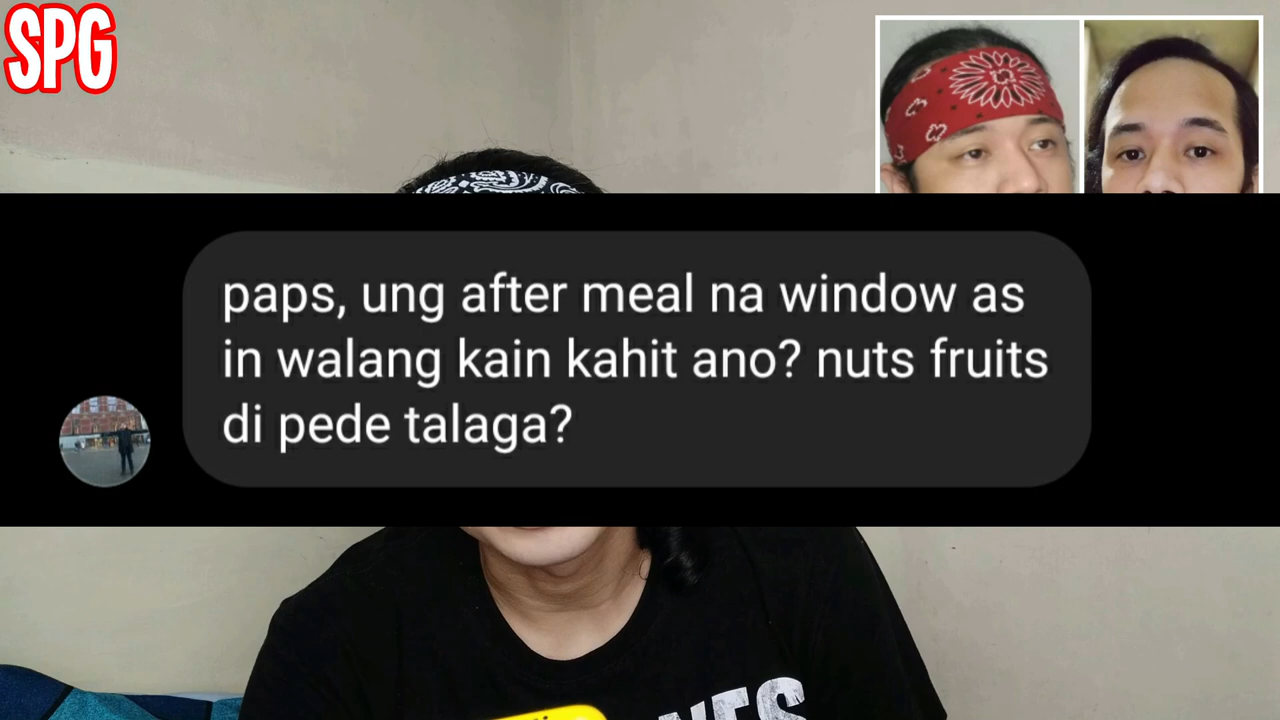 SPG
paps, ung after meal na window as
in walang kain kahit ano? nuts fruits
di pede talaga?